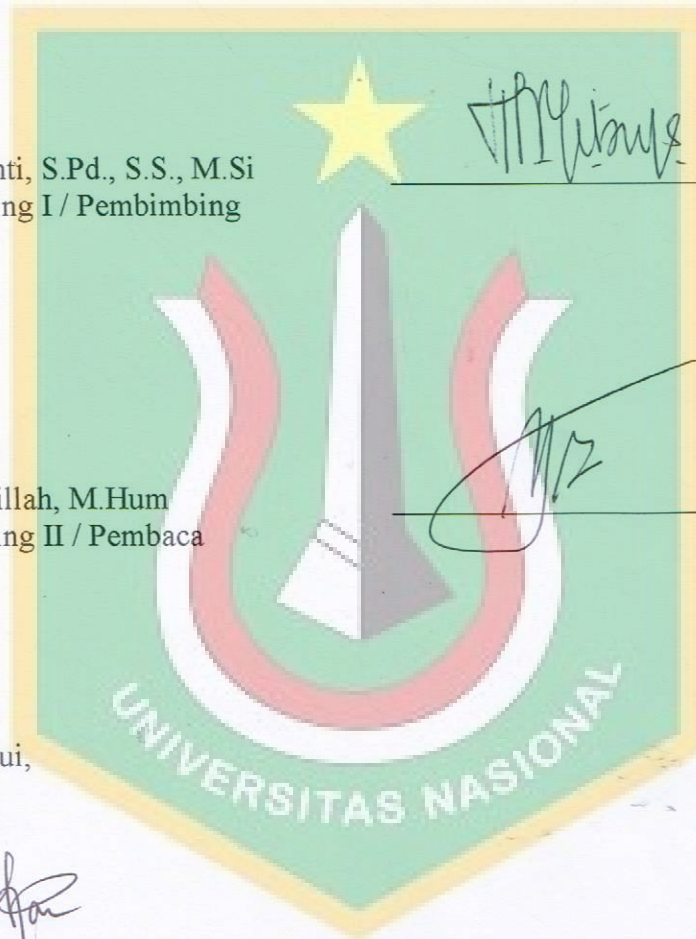 nti, S.Pd., S.S., M.Si
ng I / Pembimbing
illah, M.Hum
ng II / Pembaca
ui,
UNIVERSITAS NASIONAL